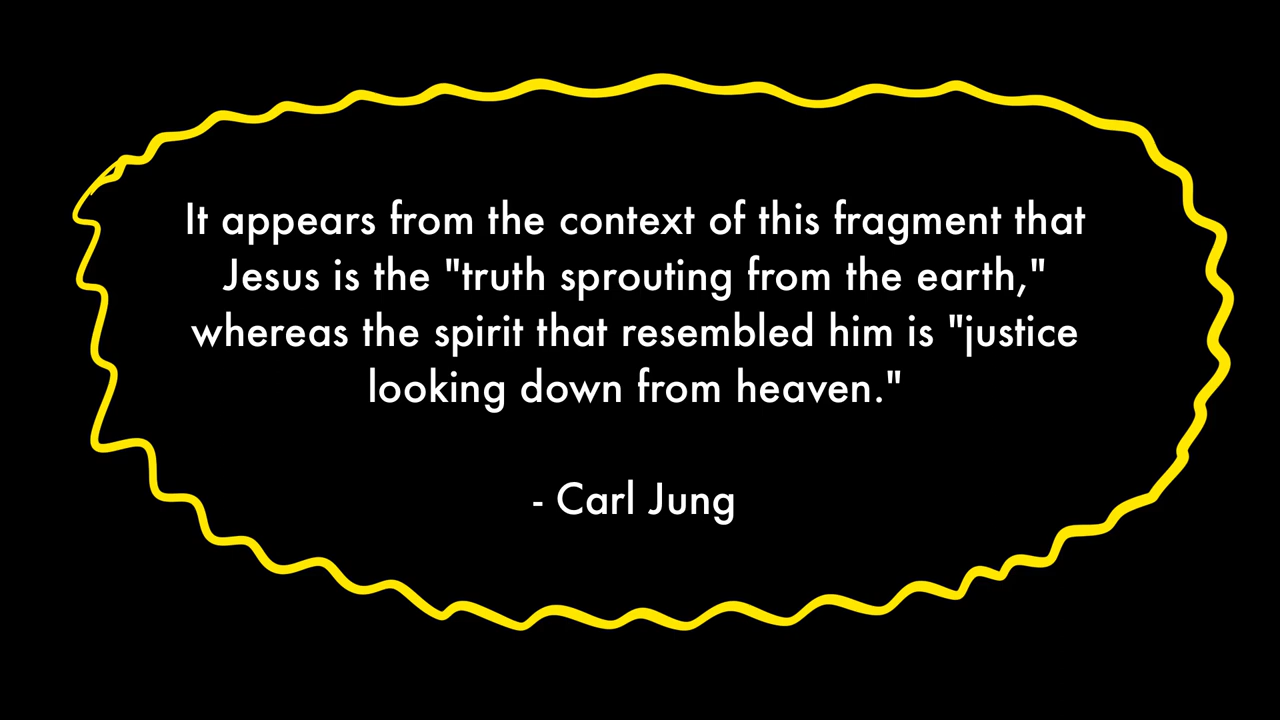 It appears from the context of this fragment that
Jesus is the "truth sprouting from the earth,"
whereas the spirit that resembled him is "justice
looking down from heaven."
- Carl Jung